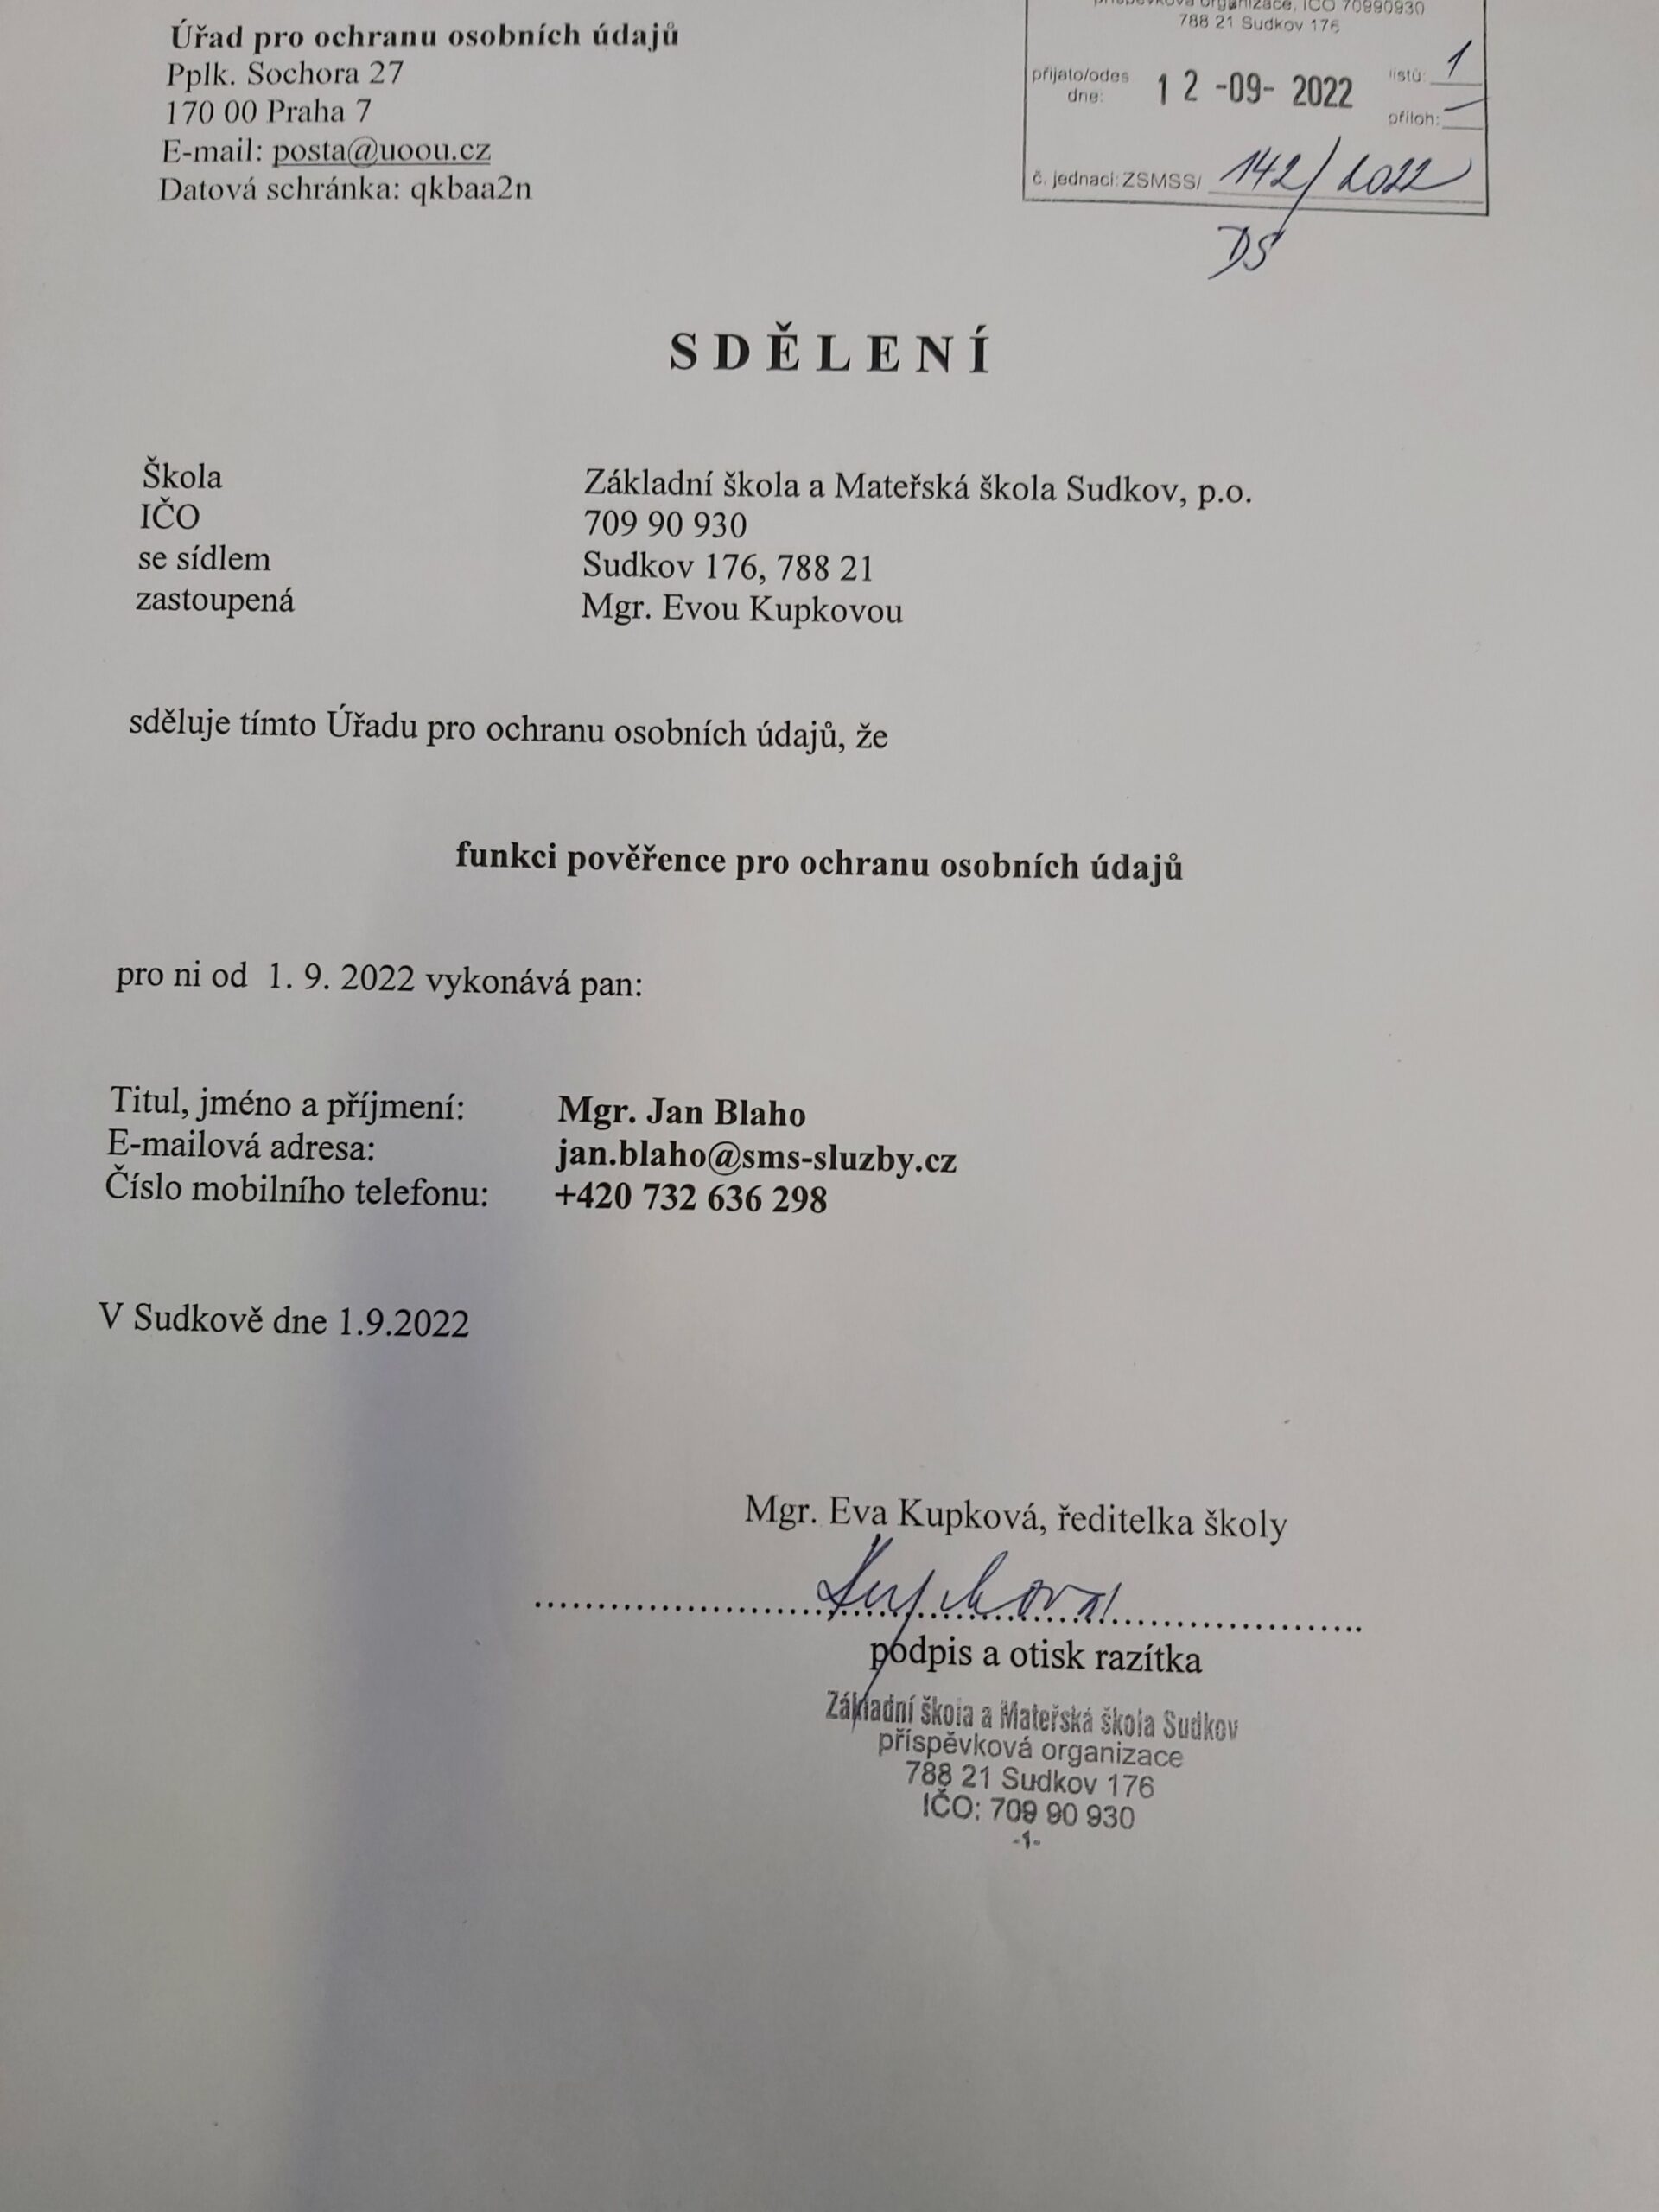 Úřad pro ochranu osobních údajů
Pplk. Sochora 27
170 00 Praha 7
E-mail: posta@uoou.cz
Datová schránka: qkbaa2n
příspěvková organizace, IČO 70990930
788 21 Sudkov 176
přijato/odes
dne: 12 -09- 2022
listů: 1
příloh: —
č. jednací: ZSMSS/ 142/2022
DS
SDĚLENÍ
Škola Základní škola a Mateřská škola Sudkov, p.o.
IČO 709 90 930
se sídlem Sudkov 176, 788 21
zastoupená Mgr. Evou Kupkovou
sděluje tímto Úřadu pro ochranu osobních údajů, že
funkci pověřence pro ochranu osobních údajů
pro ni od 1. 9. 2022 vykonává pan:
Titul, jméno a příjmení: Mgr. Jan Blaho
E-mailová adresa: jan.blaho@sms-sluzby.cz
Číslo mobilního telefonu: +420 732 636 298
V Sudkově dne 1.9.2022
Mgr. Eva Kupková, ředitelka školy
Kupková
podpis a otisk razítka
Základní škola a Mateřská škola Sudkov
příspěvková organizace
788 21 Sudkov 176
IČO: 709 90 930
-1-